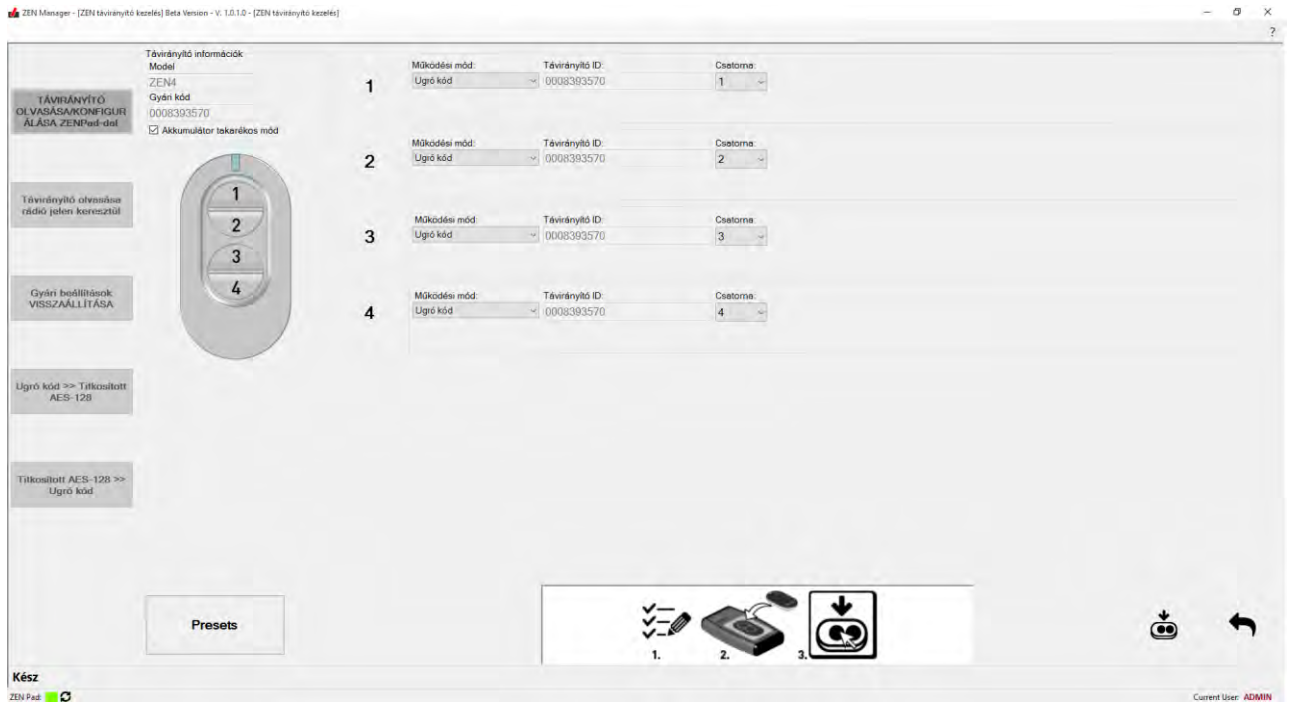 ZEN Manager - [ZEN távirányító kezelés] Beta Version - V. 1.0.1.0 - [ZEN távirányító kezelés]
?
Távirányító információk
Model
ZEN4
Gyári kód
0008393570
Akkumulátor takarékos mód
TÁVIRÁNYÍTÓ
OLVASÁSA/KONFIGUR
ÁLÁSA ZENPad-dal
Távirányító olvasása
rádió jelen keresztül
Gyári beállítások
VISSZAÁLLÍTÁSA
Ugró kód >> Titkosított
AES-128
Titkosított AES-128 >>
Ugró kód
1
2
3
4
1
Működési mód:
Távirányító ID:
Csatorna:
Ugró kód
0008393570
1
2
Működési mód:
Távirányító ID:
Csatorna:
Ugró kód
0008393570
2
3
Működési mód:
Távirányító ID:
Csatorna:
Ugró kód
0008393570
3
4
Működési mód:
Távirányító ID:
Csatorna:
Ugró kód
0008393570
4
Presets
1. 2. 3.
Kész
ZEN Pad:
Current User: ADMIN